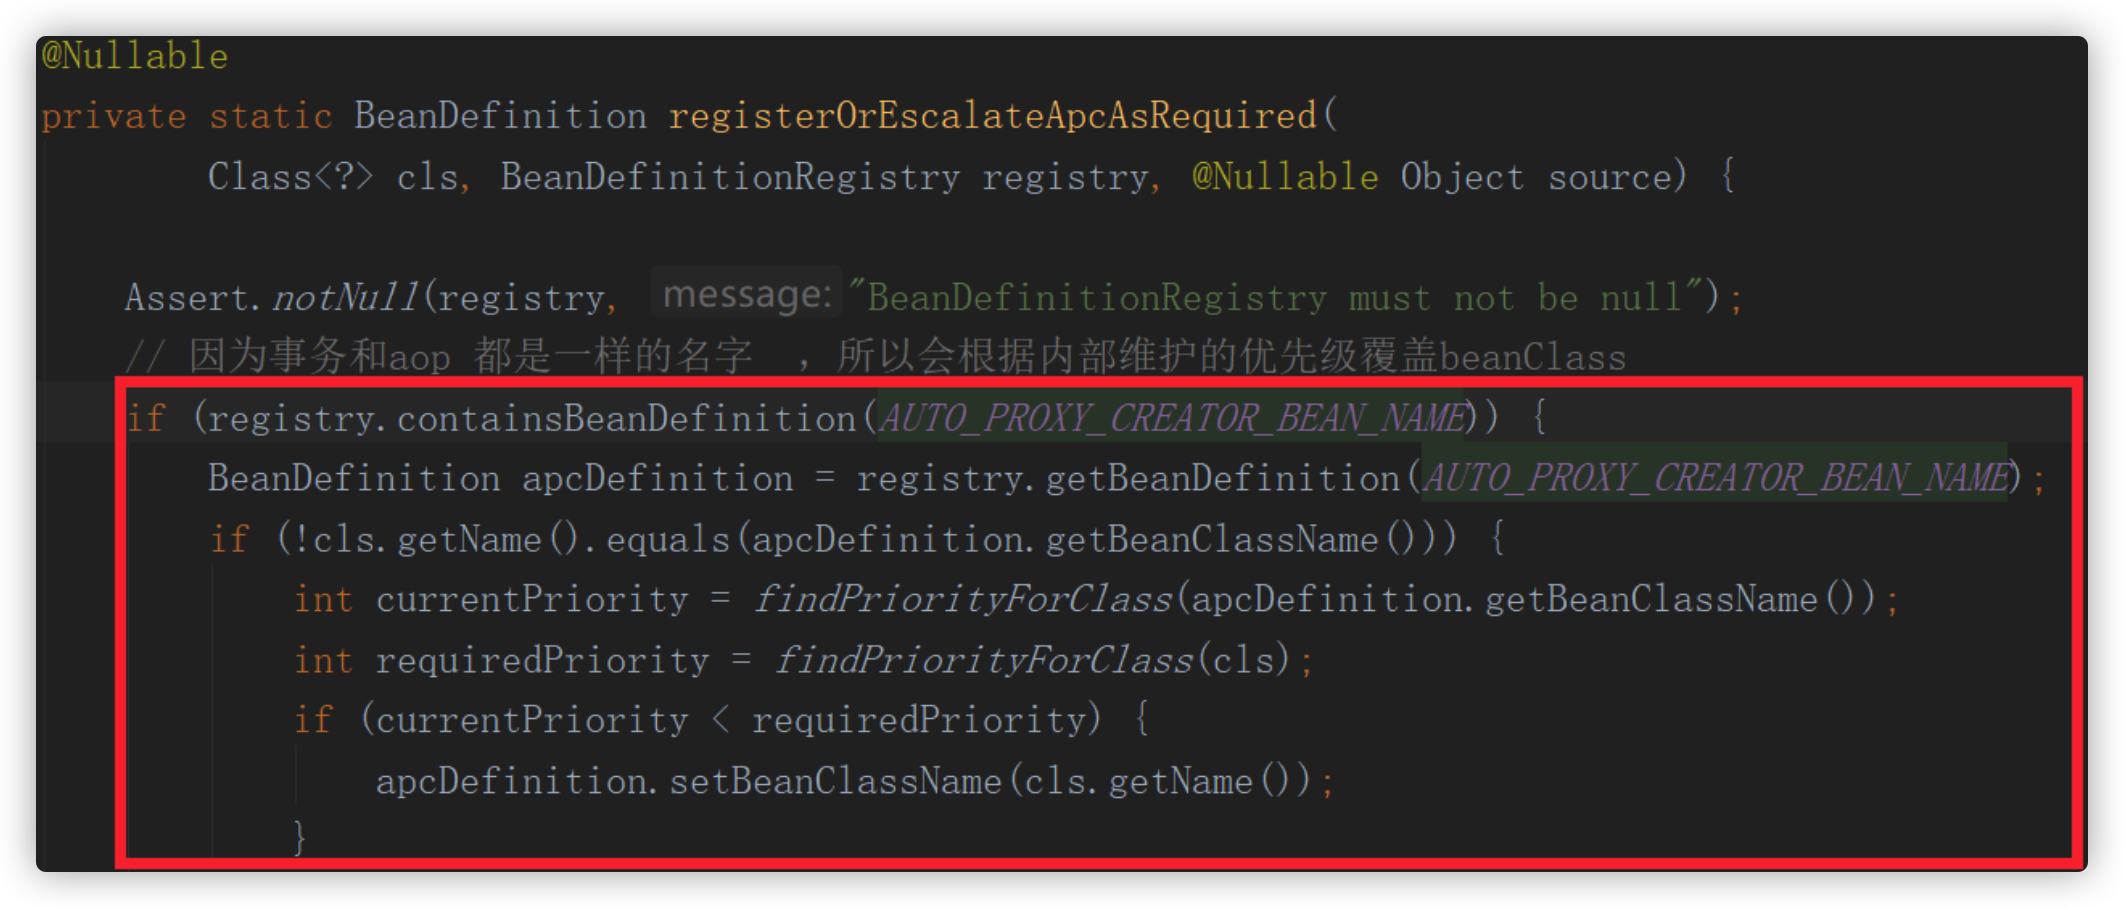 @Nullable
private static BeanDefinition registerOrEscalateApcAsRequired(
Class<?> cls, BeanDefinitionRegistry registry, @Nullable Object source) {
Assert.notNull(registry, message: "BeanDefinitionRegistry must not be null");
// 因为事务和aop 都是一样的名字 ，所以会根据内部维护的优先级覆盖beanClass
if (registry.containsBeanDefinition(AUTO_PROXY_CREATOR_BEAN_NAME)) {
BeanDefinition apcDefinition = registry.getBeanDefinition(AUTO_PROXY_CREATOR_BEAN_NAME);
if (!cls.getName().equals(apcDefinition.getBeanClassName())) {
int currentPriority = findPriorityForClass(apcDefinition.getBeanClassName());
int requiredPriority = findPriorityForClass(cls);
if (currentPriority < requiredPriority) {
apcDefinition.setBeanClassName(cls.getName());
}